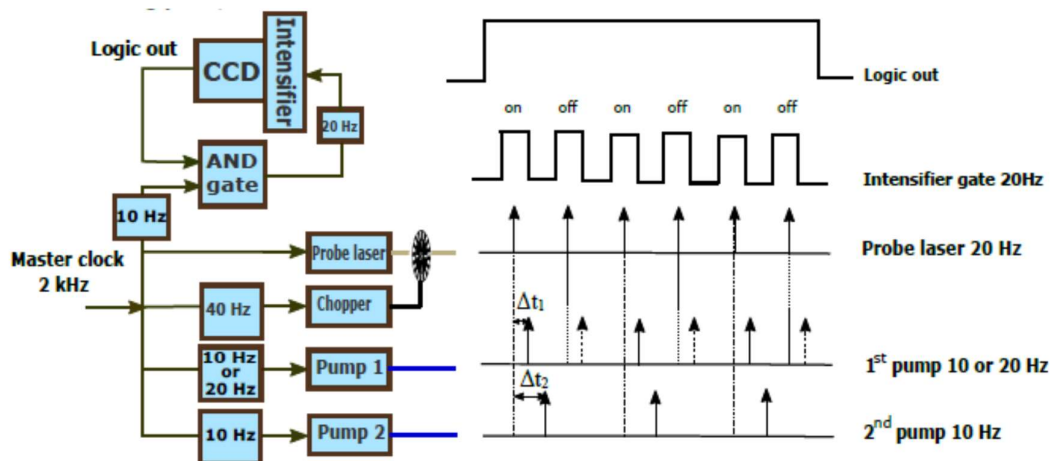 Logic out
CCD
Intensifier
20 Hz
AND
gate
10 Hz
Master clock
2 kHz
Probe laser
40 Hz
Chopper
10 Hz
or
20 Hz
Pump 1
10 Hz
Pump 2
Logic out
on off on off on off
Intensifier gate 20Hz
Probe laser 20 Hz
Δt₁
1st pump 10 or 20 Hz
Δt₂
2nd pump 10 Hz